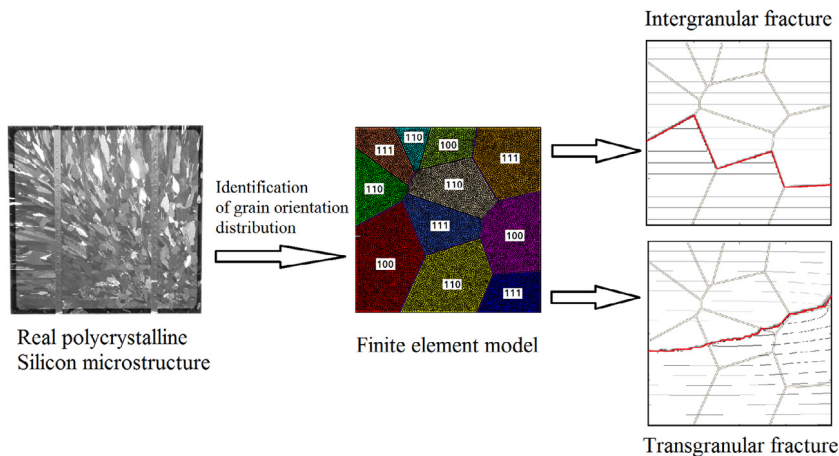 Intergranular fracture
111
110
100
111
110
110
111
100
100
110
111
Identification
of grain orientation
distribution
Real polycrystalline
Silicon microstructure
Finite element model
Transgranular fracture